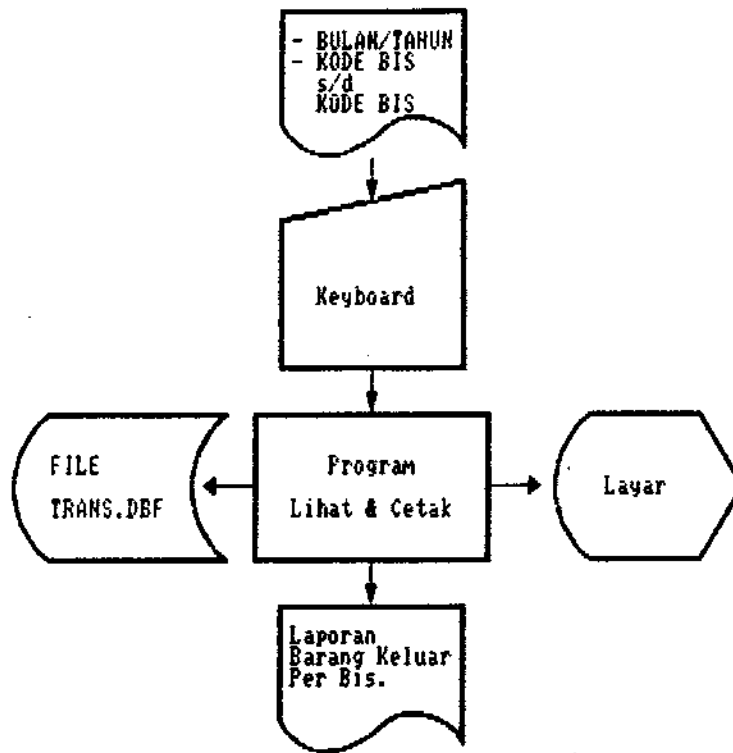 - BULAN/TAHUN
- KODE BIS
s/d
KODE BIS
Keyboard
FILE
TRANS.DBF
Program
Lihat & Cetak
Layar
Laporan
Barang Keluar
Per Bis.